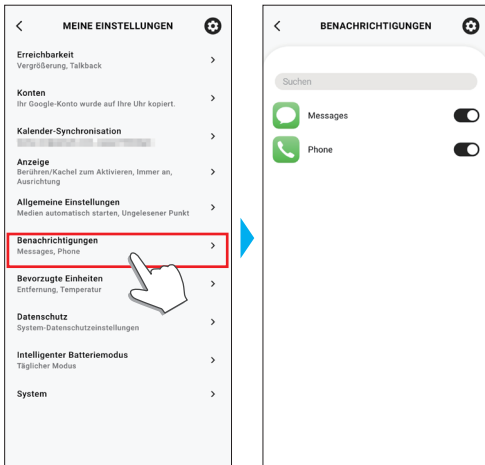 MEINE EINSTELLUNGEN
Erreichbarkeit
Vergrößerung, Talkback
Konten
Ihr Google-Konto wurde auf Ihre Uhr kopiert.
Kalender-Synchronisation
Anzeige
Berühren/Kachel zum Aktivieren, Immer an,
Ausrichtung
Allgemeine Einstellungen
Medien automatisch starten, Ungelesener Punkt
Benachrichtigungen
Messages, Phone
Bevorzugte Einheiten
Entfernung, Temperatur
Datenschutz
System-Datenschutzeinstellungen
Intelligenter Batteriemodus
Täglicher Modus
System
BENACHRICHTIGUNGEN
Suchen
Messages
Phone